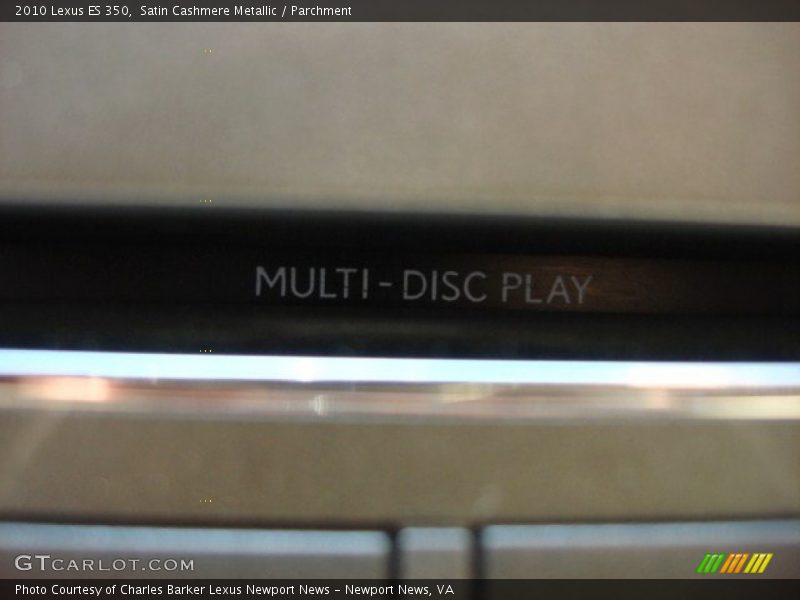 2010 Lexus ES 350, Satin Cashmere Metallic / Parchment
MULTI-DISC PLAY
GTCARLOT.COM
Photo Courtesy of Charles Barker Lexus Newport News - Newport News, VA